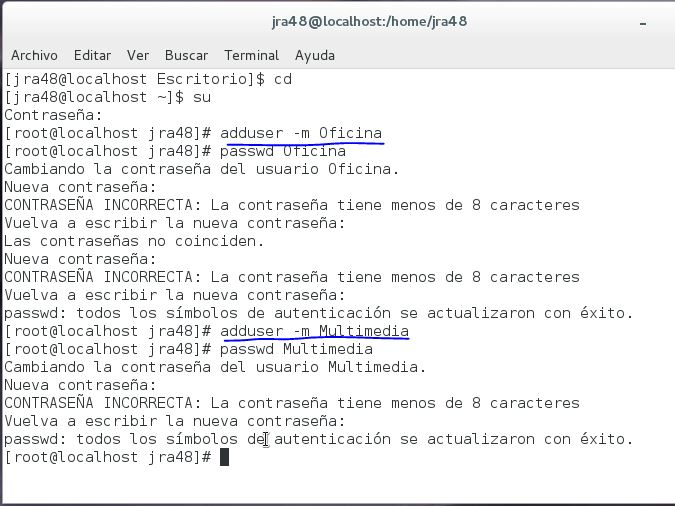 jra48@localhost:/home/jra48
Archivo Editar Ver Buscar Terminal Ayuda
[jra48@localhost Escritorio]$ cd
[jra48@localhost ~]$ su
Contraseña:
[root@localhost jra48]# adduser -m Oficina
[root@localhost jra48]# passwd Oficina
Cambiando la contraseña del usuario Oficina.
Nueva contraseña:
CONTRASEÑA INCORRECTA: La contraseña tiene menos de 8 caracteres
Vuelva a escribir la nueva contraseña:
Las contraseñas no coinciden.
Nueva contraseña:
CONTRASEÑA INCORRECTA: La contraseña tiene menos de 8 caracteres
Vuelva a escribir la nueva contraseña:
passwd: todos los símbolos de autenticación se actualizaron con éxito.
[root@localhost jra48]# adduser -m Multimedia
[root@localhost jra48]# passwd Multimedia
Cambiando la contraseña del usuario Multimedia.
Nueva contraseña:
CONTRASEÑA INCORRECTA: La contraseña tiene menos de 8 caracteres
Vuelva a escribir la nueva contraseña:
passwd: todos los símbolos de autenticación se actualizaron con éxito.
[root@localhost jra48]#